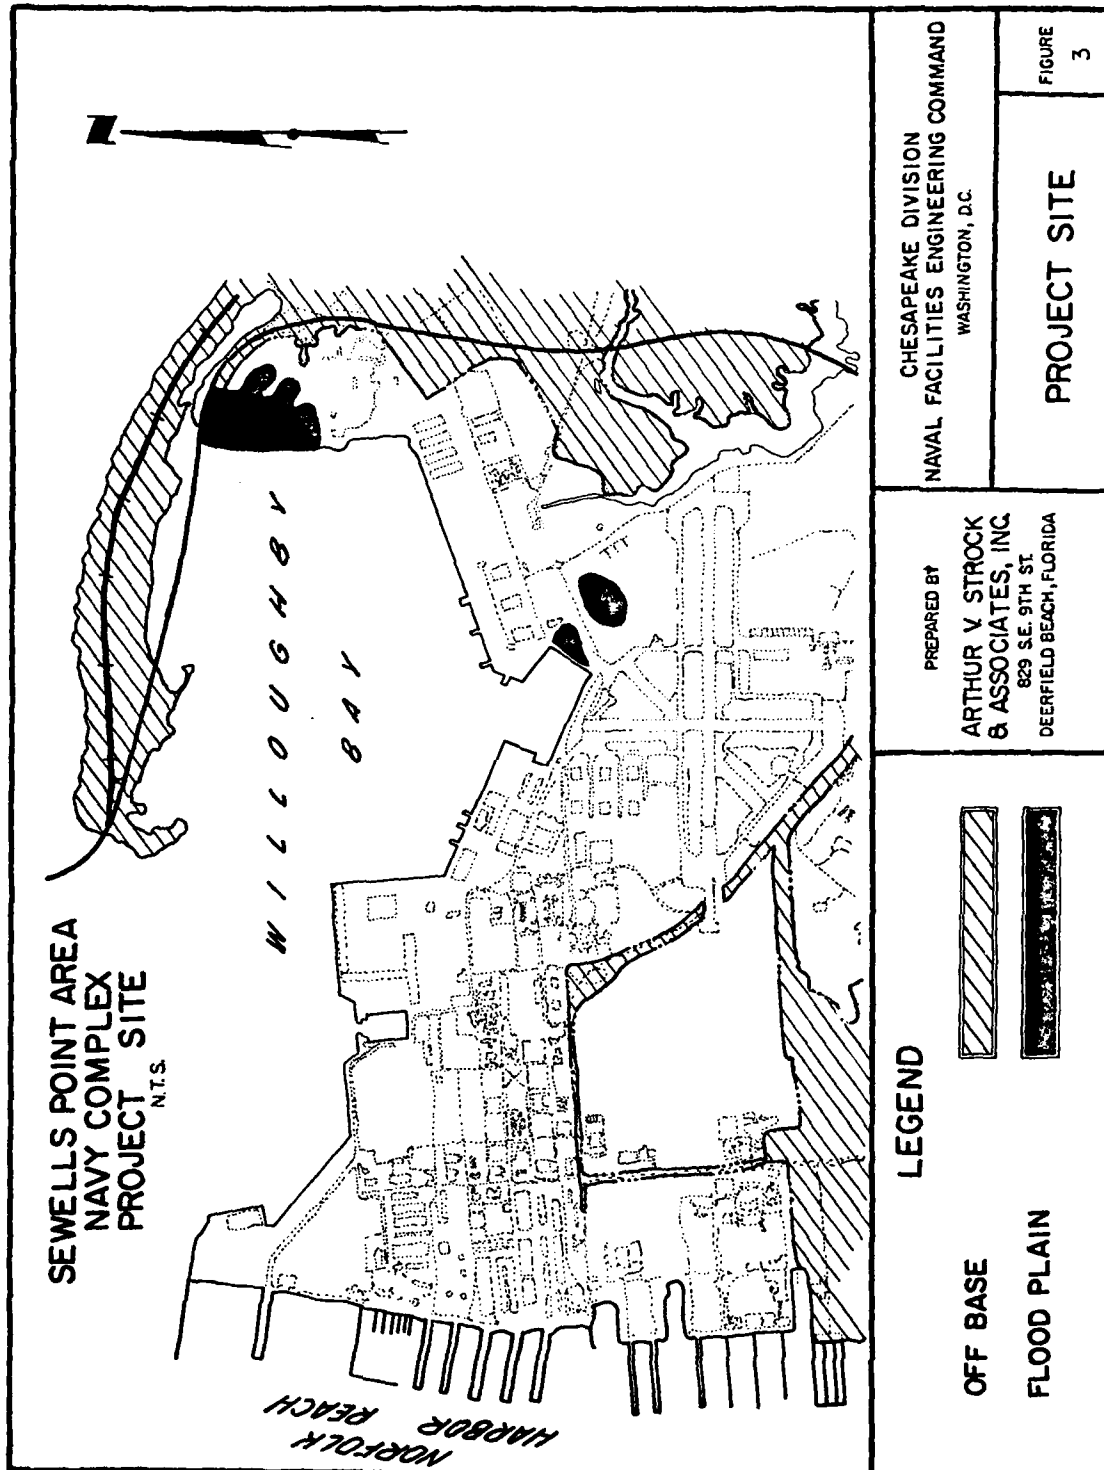 SEWELLS POINT AREA
NAVY COMPLEX
PROJECT SITE
N.T.S.
N
WILLOUGHBY
BAY
NORFOLK
HARBOR REACH
LEGEND
OFF BASE
FLOOD PLAIN
PREPARED BY
ARTHUR V. STROCK
& ASSOCIATES, INC.
829 S.E. 9TH ST.
DEERFIELD BEACH, FLORIDA
CHESAPEAKE DIVISION
NAVAL FACILITIES ENGINEERING COMMAND
WASHINGTON, D.C.
PROJECT SITE
FIGURE
3